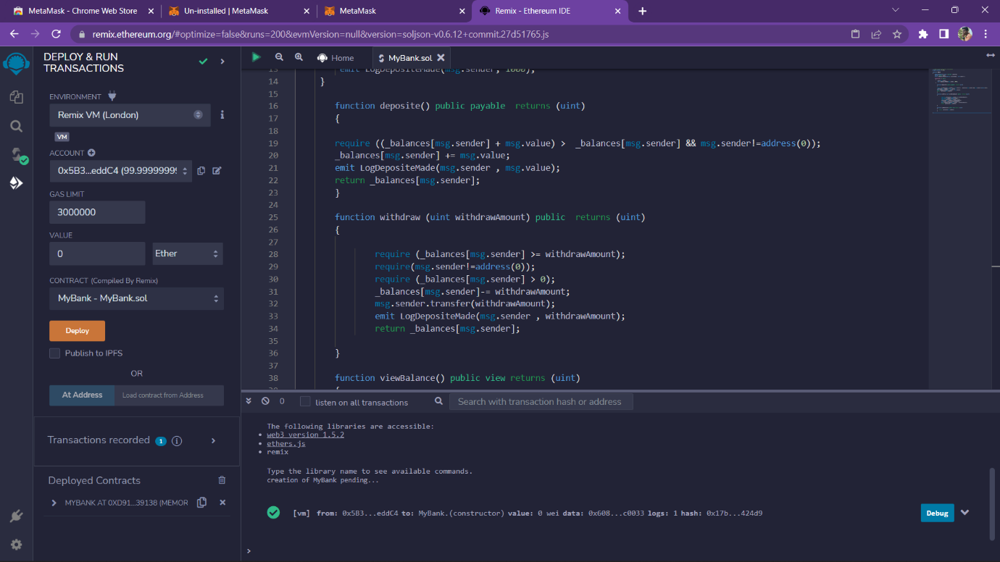 MetaMask - Chrome Web Store
Un-installed | MetaMask
MetaMask
Remix - Ethereum IDE
remix.ethereum.org/#optimize=false&runs=200&evmVersion=null&version=soljson-v0.6.12+commit.27d51765.js
DEPLOY & RUN
TRANSACTIONS
ENVIRONMENT
Remix VM (London)
VM
ACCOUNT
0x5B3...eddC4 (99.99999999
GAS LIMIT
3000000
VALUE
0 Ether
CONTRACT (Compiled By Remix)
MyBank - MyBank.sol
Deploy
Publish to IPFS
OR
At Address Load contract from Address
Transactions recorded 1 i
Deployed Contracts
MYBANK AT 0XD91...39138 (MEMOR
Home MyBank.sol
13 emit LogDepositeMade(msg.sender, 1000);
14 }
15
16 function deposite() public payable  returns (uint)
17 {
18
19 require ((_balances[msg.sender] + msg.value) >  _balances[msg.sender] && msg.sender!=address(0));
20 _balances[msg.sender] += msg.value;
21 emit LogDepositeMade(msg.sender , msg.value);
22 return _balances[msg.sender];
23 }
24
25 function withdraw (uint withdrawAmount) public  returns (uint)
26 {
27
28 require (_balances[msg.sender] >= withdrawAmount);
29 require(msg.sender!=address(0));
30 require (_balances[msg.sender] > 0);
31 _balances[msg.sender]-= withdrawAmount;
32 msg.sender.transfer(withdrawAmount);
33 emit LogDepositeMade(msg.sender , withdrawAmount);
34 return _balances[msg.sender];
35
36 }
37
38 function viewBalance() public view returns (uint)
39 {
0 listen on all transactions Search with transaction hash or address
The following libraries are accessible:
• web3 version 1.5.2
• ethers.js
• remix
Type the library name to see available commands.
creation of MyBank pending...
[vm] from: 0x5B3...eddC4 to: MyBank.(constructor) value: 0 wei data: 0x608...c0033 logs: 1 hash: 0x17b...424d9 Debug
>